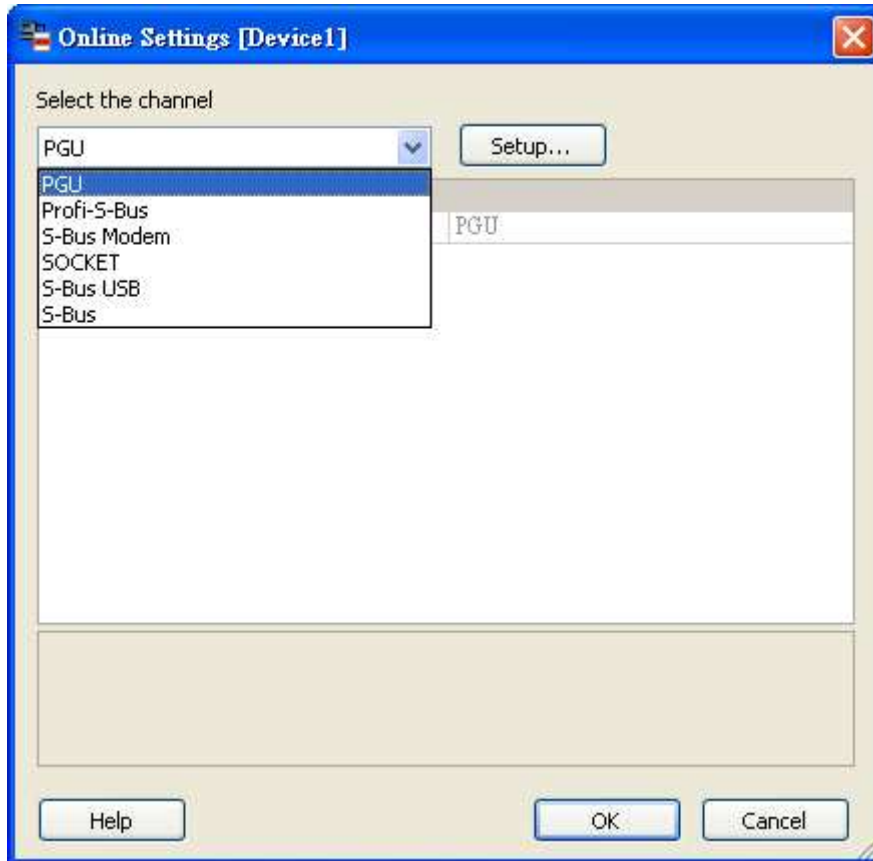 Online Settings [Device1]
Select the channel
PGU
Setup...
PGU
Profi-S-Bus
PGU
S-Bus Modem
SOCKET
S-Bus USB
S-Bus
Help
OK
Cancel